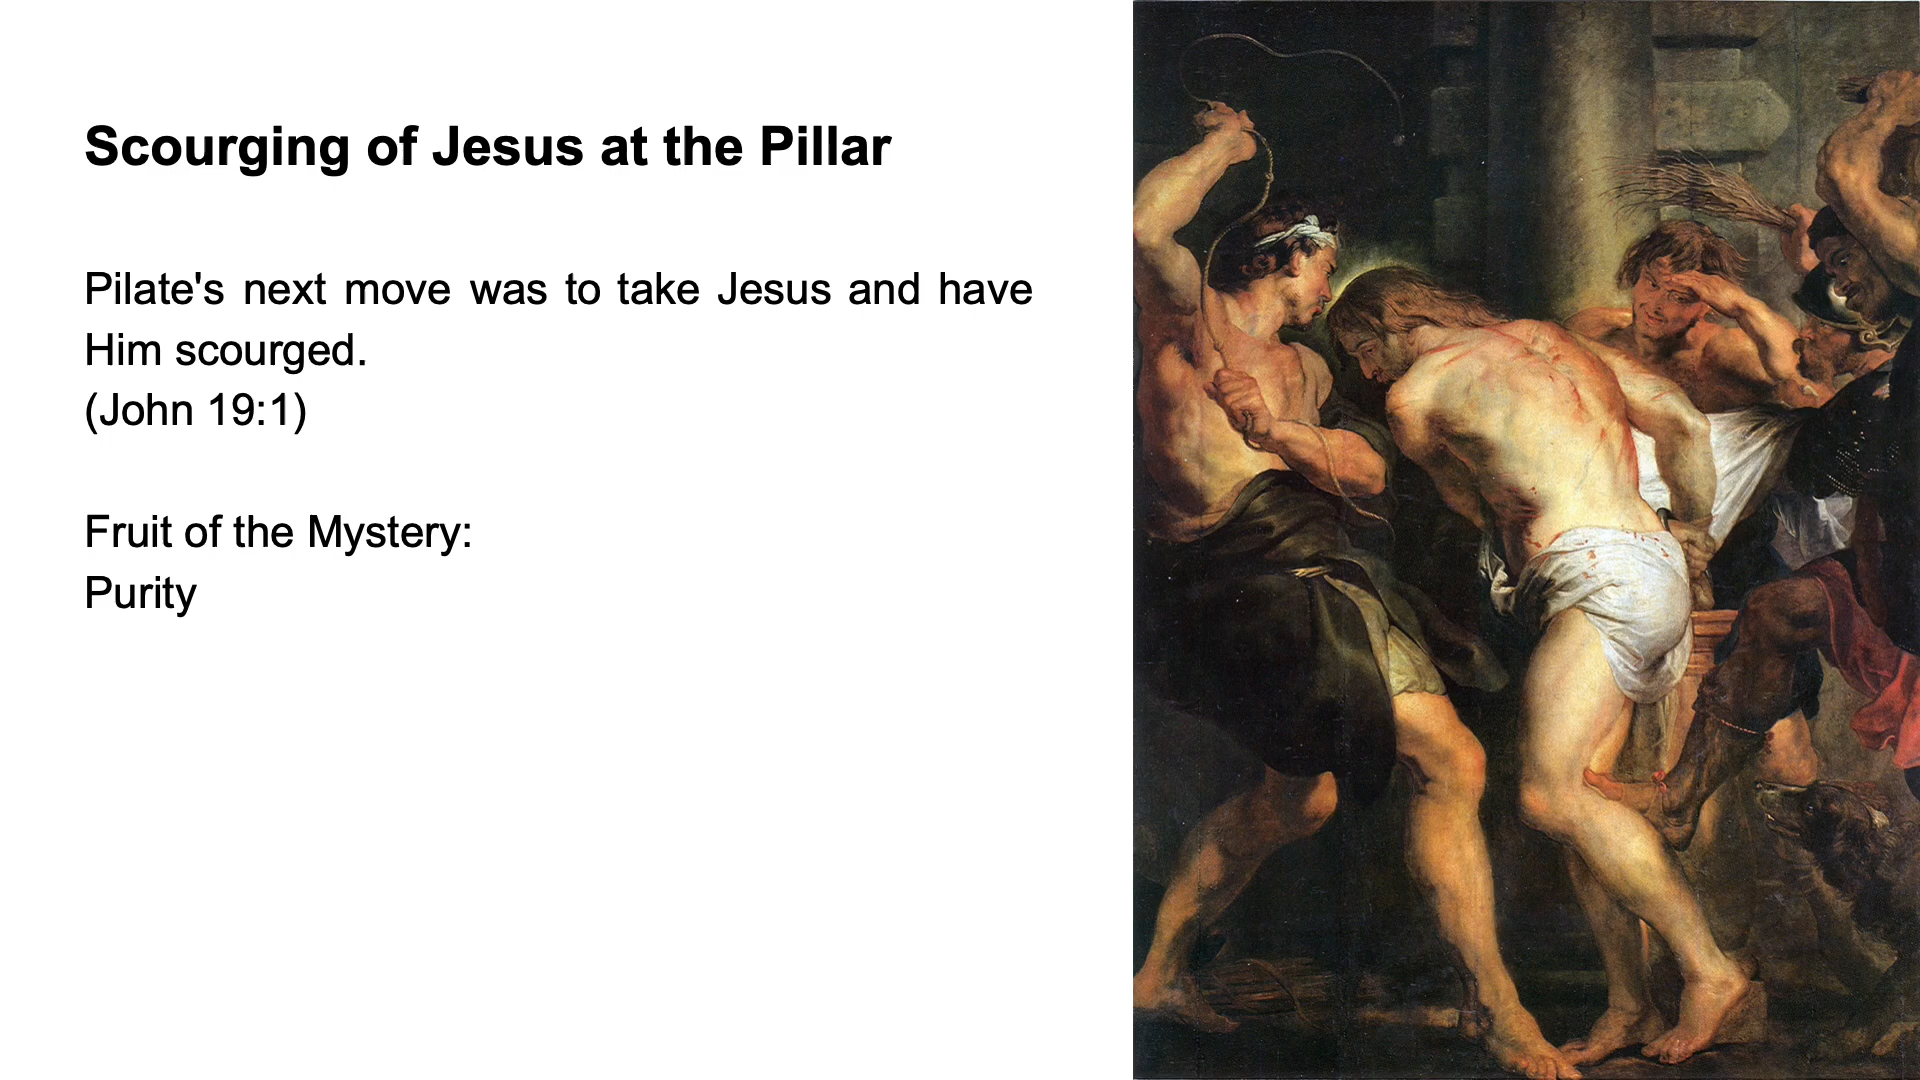 Scourging of Jesus at the Pillar
Pilate's next move was to take Jesus and have
Him scourged.
(John 19:1)
Fruit of the Mystery:
Purity